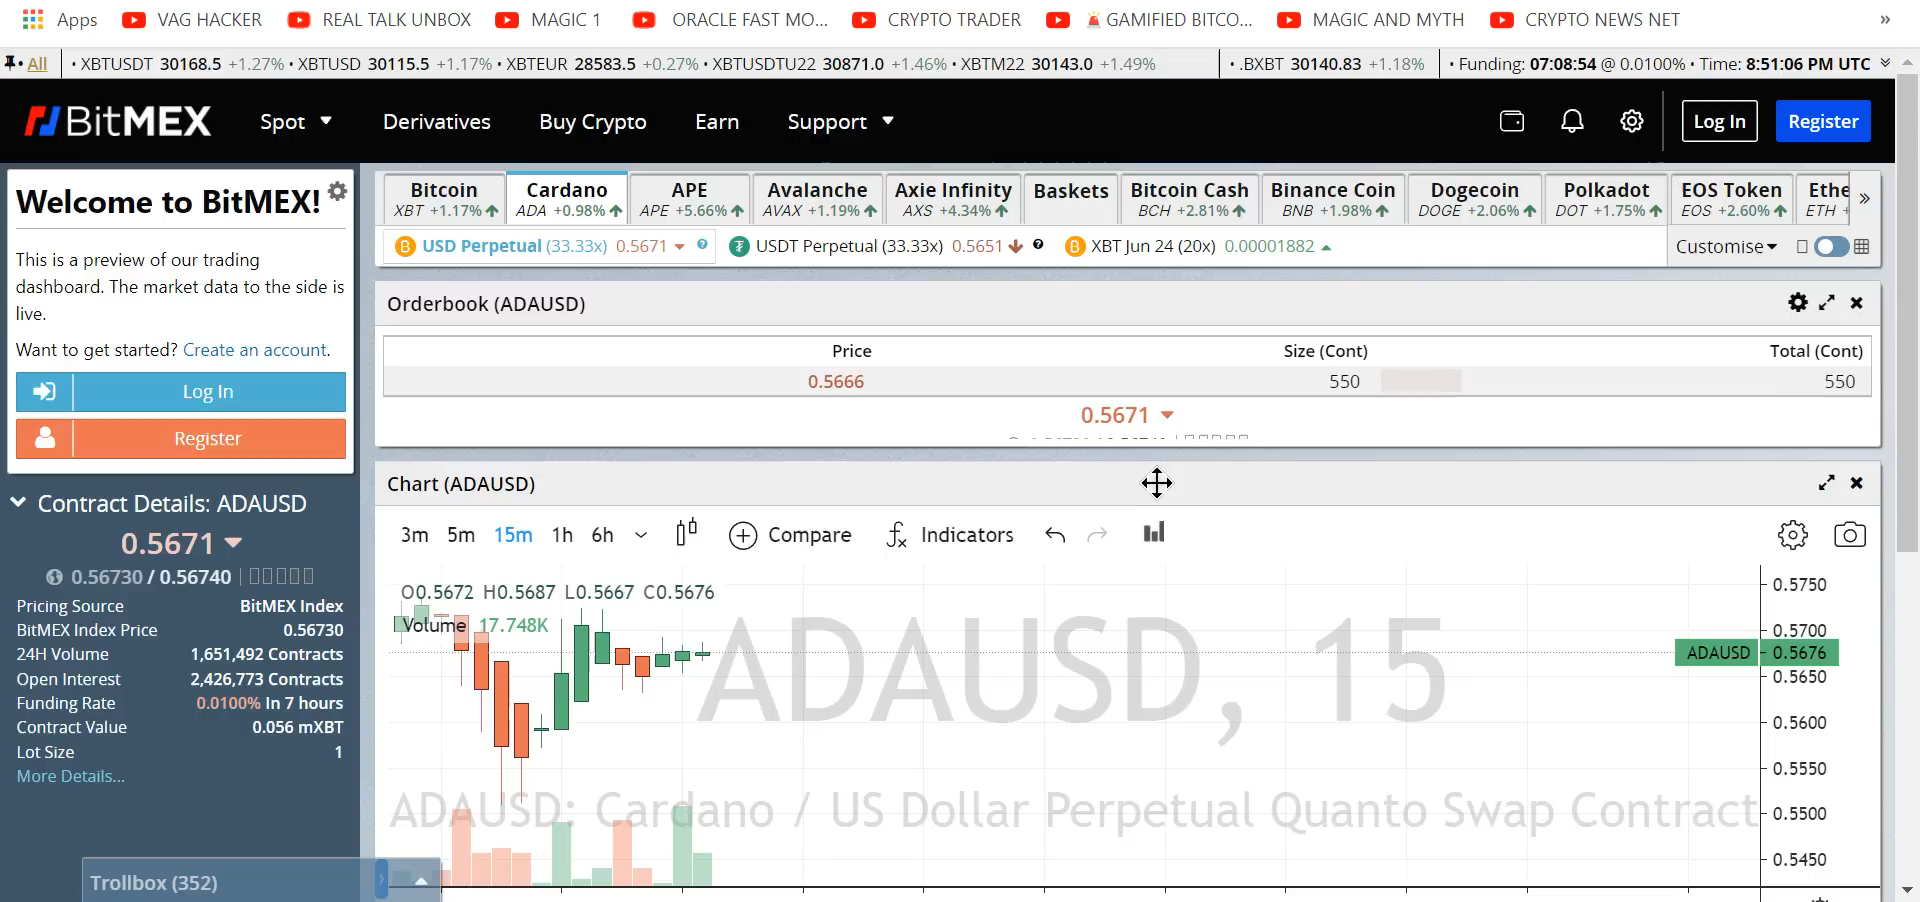 Apps VAG HACKER REAL TALK UNBOX MAGIC 1 ORACLE FAST MO... CRYPTO TRADER GAMIFIED BITCO... MAGIC AND MYTH CRYPTO NEWS NET »
All • XBTUSDT 30168.5 +1.27% • XBTUSD 30115.5 +1.17% • XBTEUR 28583.5 +0.27% • XBTUSDTU22 30871.0 +1.46% • XBTM22 30143.0 +1.49% • .BXBT 30140.83 +1.18% • Funding: 07:08:54 @ 0.0100% • Time: 8:51:06 PM UTC
BitMEX Spot Derivatives Buy Crypto Earn Support Log In Register
Welcome to BitMEX!
This is a preview of our trading
dashboard. The market data to the side is
live.
Want to get started? Create an account.
Log In
Register
Contract Details: ADAUSD
0.5671
0.56730 / 0.56740
Pricing Source BitMEX Index
BitMEX Index Price 0.56730
24H Volume 1,651,492 Contracts
Open Interest 2,426,773 Contracts
Funding Rate 0.0100% In 7 hours
Contract Value 0.056 mXBT
Lot Size 1
More Details...
Trollbox (352)
Bitcoin Cardano APE Avalanche Axie Infinity Baskets Bitcoin Cash Binance Coin Dogecoin Polkadot EOS Token Ethe »
XBT +1.17% ADA +0.98% APE +5.66% AVAX +1.19% AXS +4.34% BCH +2.81% BNB +1.98% DOGE +2.06% DOT +1.75% EOS +2.60% ETH +
USD Perpetual (33.33x) 0.5671 USDT Perpetual (33.33x) 0.5651 XBT Jun 24 (20x) 0.00001882 Customise
Orderbook (ADAUSD)
Price Size (Cont) Total (Cont)
0.5666 550 550
0.5671
Chart (ADAUSD)
3m 5m 15m 1h 6h Compare Indicators
O0.5672 H0.5687 L0.5667 C0.5676
Volume 17.748K
ADAUSD, 15
ADAUSD: Cardano / US Dollar Perpetual Quanto Swap Contract
0.5750
0.5700
ADAUSD 0.5676
0.5650
0.5600
0.5550
0.5500
0.5450